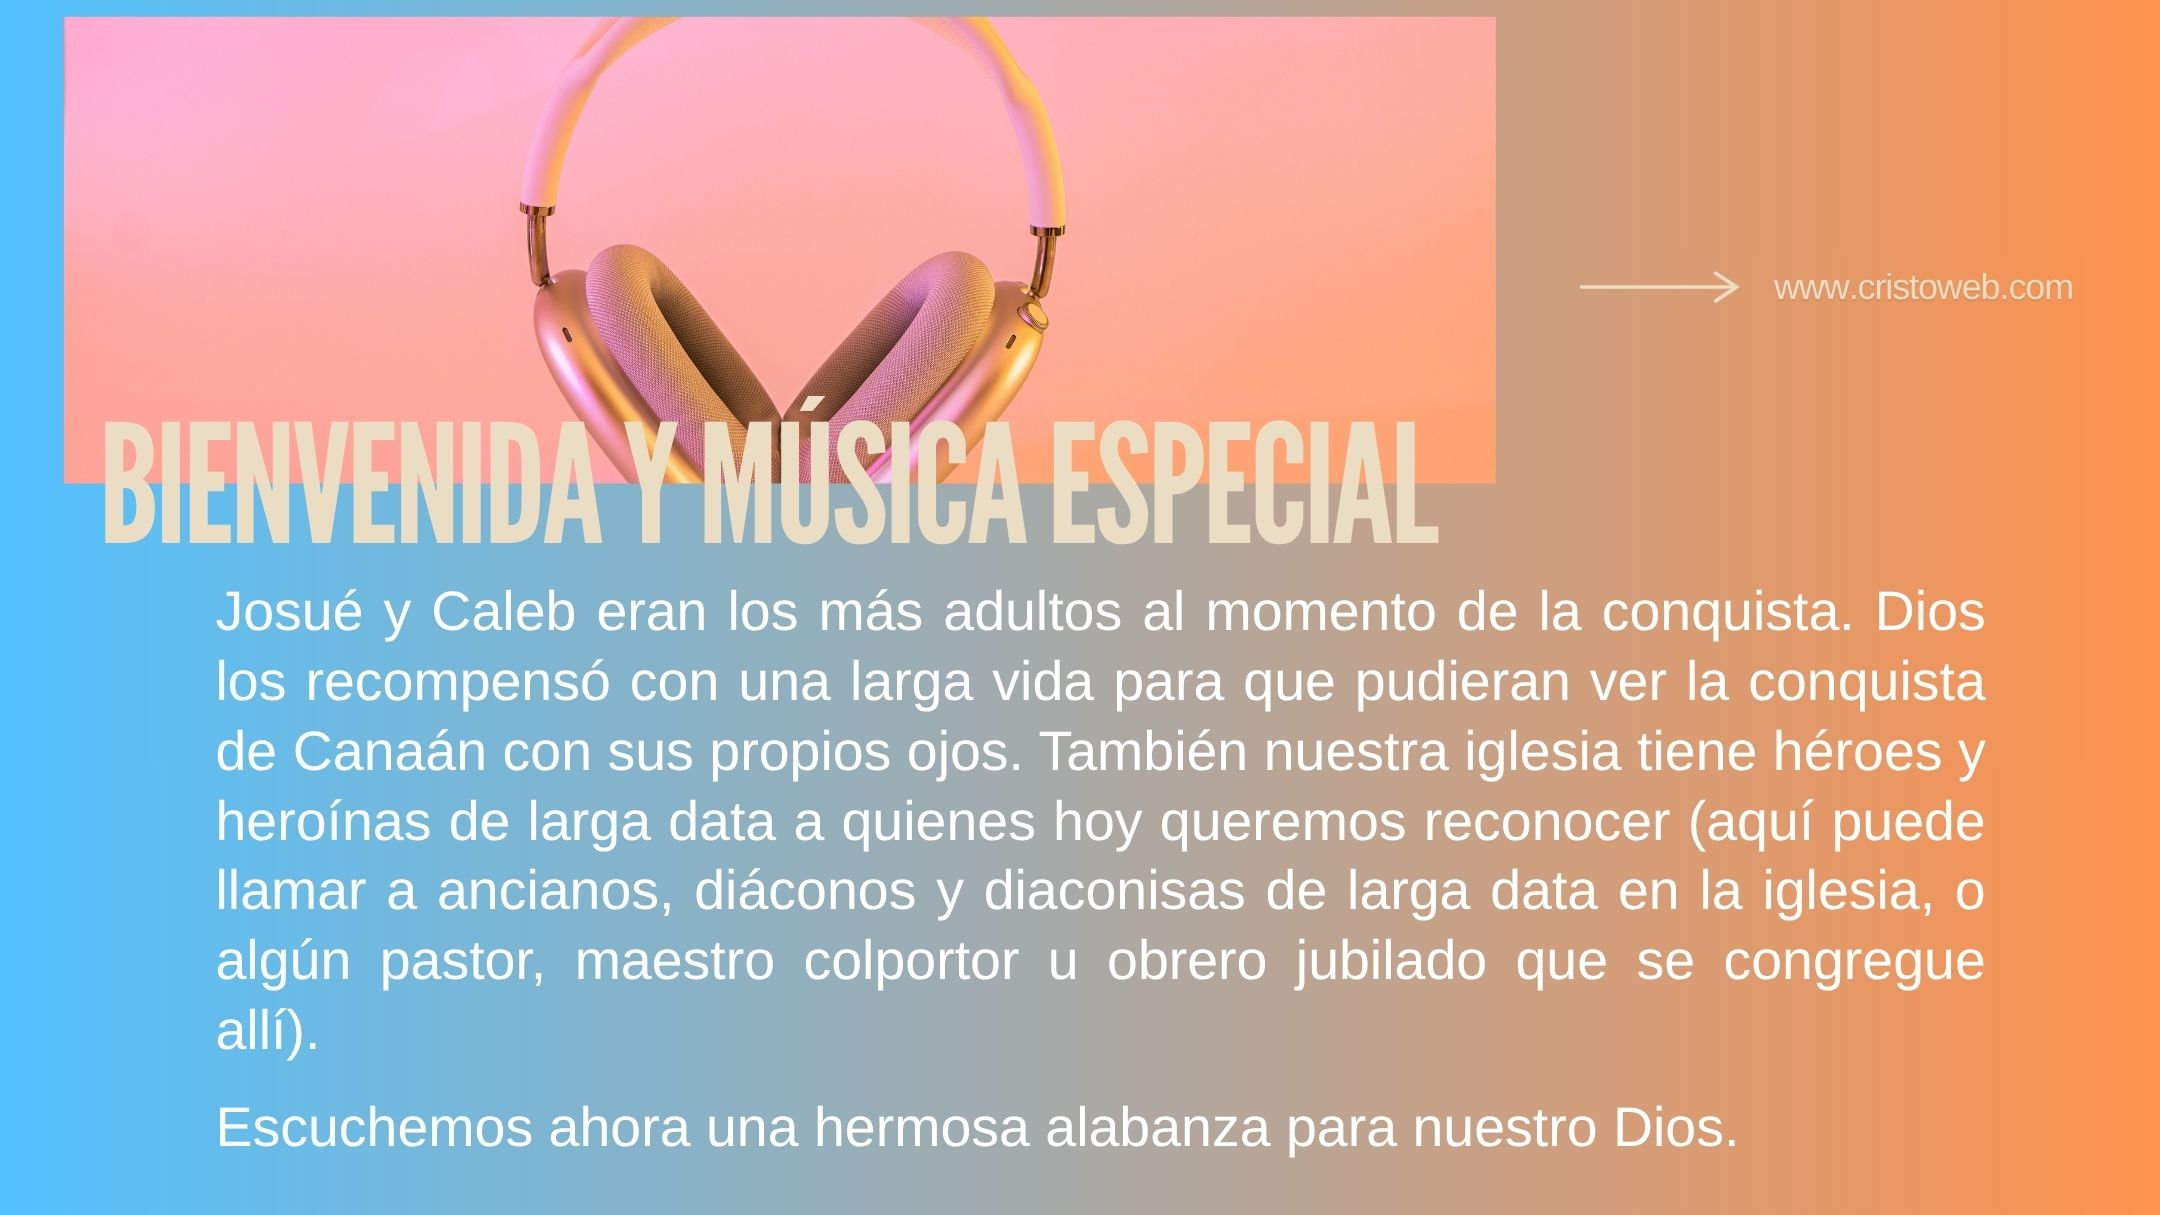 www.cristoweb.com
BIENVENIDA Y MÚSICA ESPECIAL
Josué y Caleb eran los más adultos al momento de la conquista. Dios
los recompensó con una larga vida para que pudieran ver la conquista
de Canaán con sus propios ojos. También nuestra iglesia tiene héroes y
heroínas de larga data a quienes hoy queremos reconocer (aquí puede
llamar a ancianos, diáconos y diaconisas de larga data en la iglesia, o
algún pastor, maestro colportor u obrero jubilado que se congregue
allí).
Escuchemos ahora una hermosa alabanza para nuestro Dios.